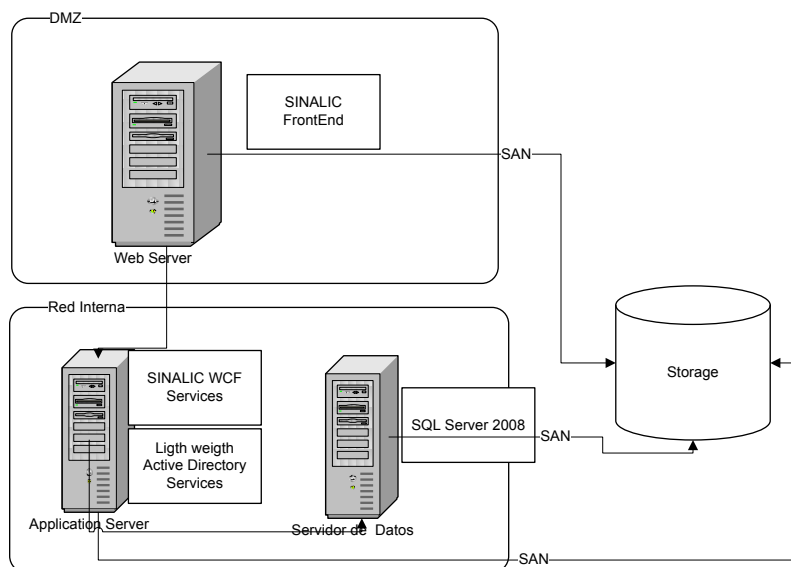 DMZ
SINALIC
FrontEnd
SAN
Web Server
Red Interna
SINALIC WCF
Services
Storage
SQL Server 2008
SAN
Ligth weigth
Active Directory
Services
Application Server
Servidor de Datos
SAN